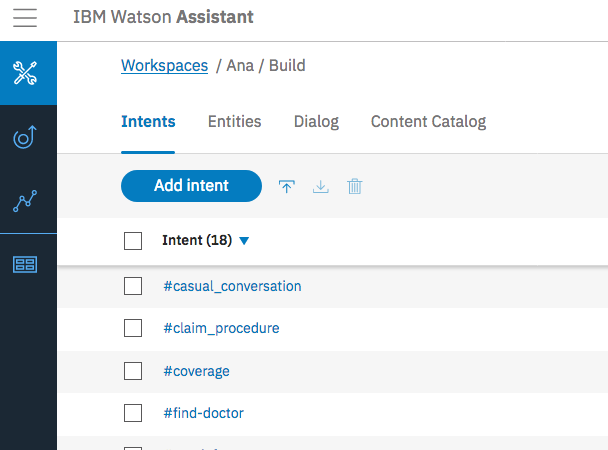 IBM Watson Assistant
Workspaces / Ana / Build
Intents Entities Dialog Content Catalog
Add intent
Intent (18)
#casual_conversation
#claim_procedure
#coverage
#find-doctor